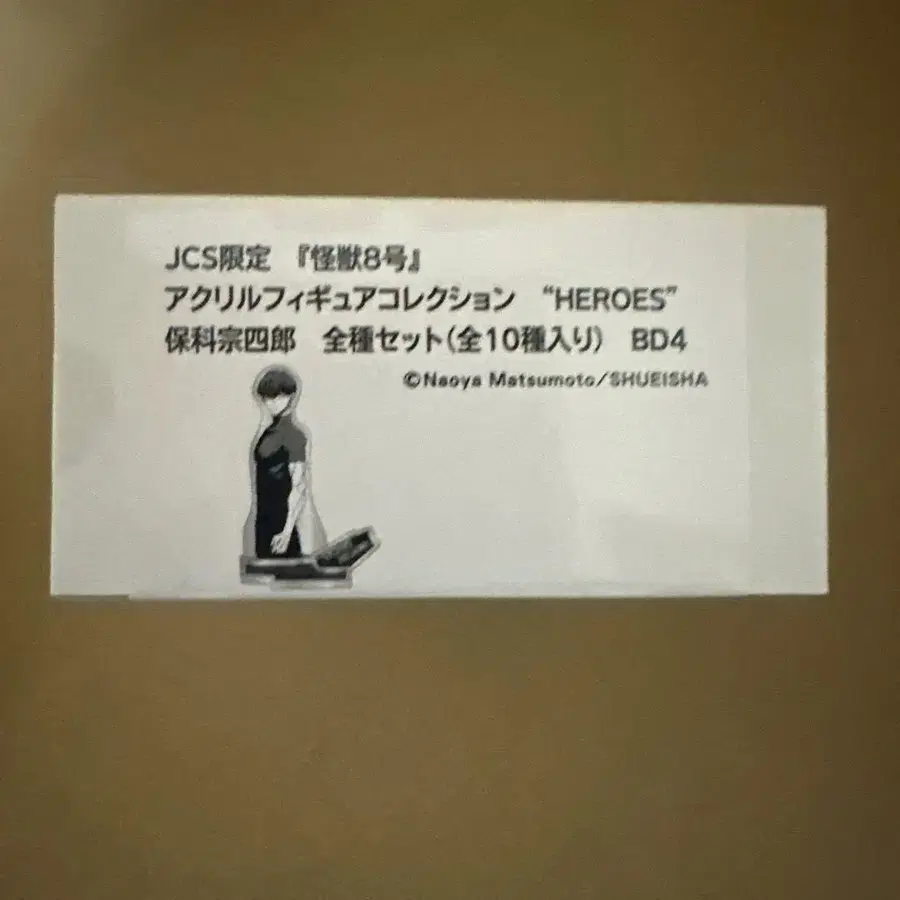 JCS限定 『怪獣8号』
アクリルフィギュアコレクション “HEROES”
保科宗四郎 全種セット(全10種入り) BD4
©Naoya Matsumoto/SHUEISHA